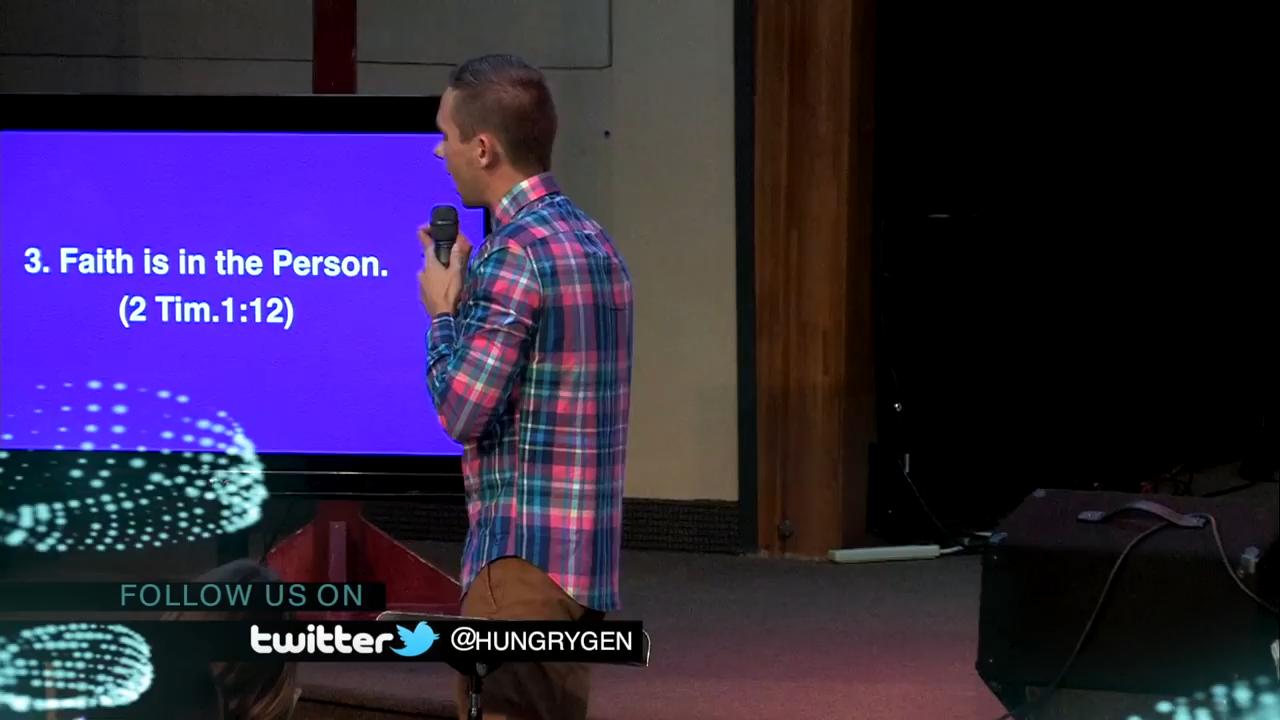 3. Faith is in the Person.
(2 Tim.1:12)
FOLLOW US ON
twitter @HUNGRYGEN